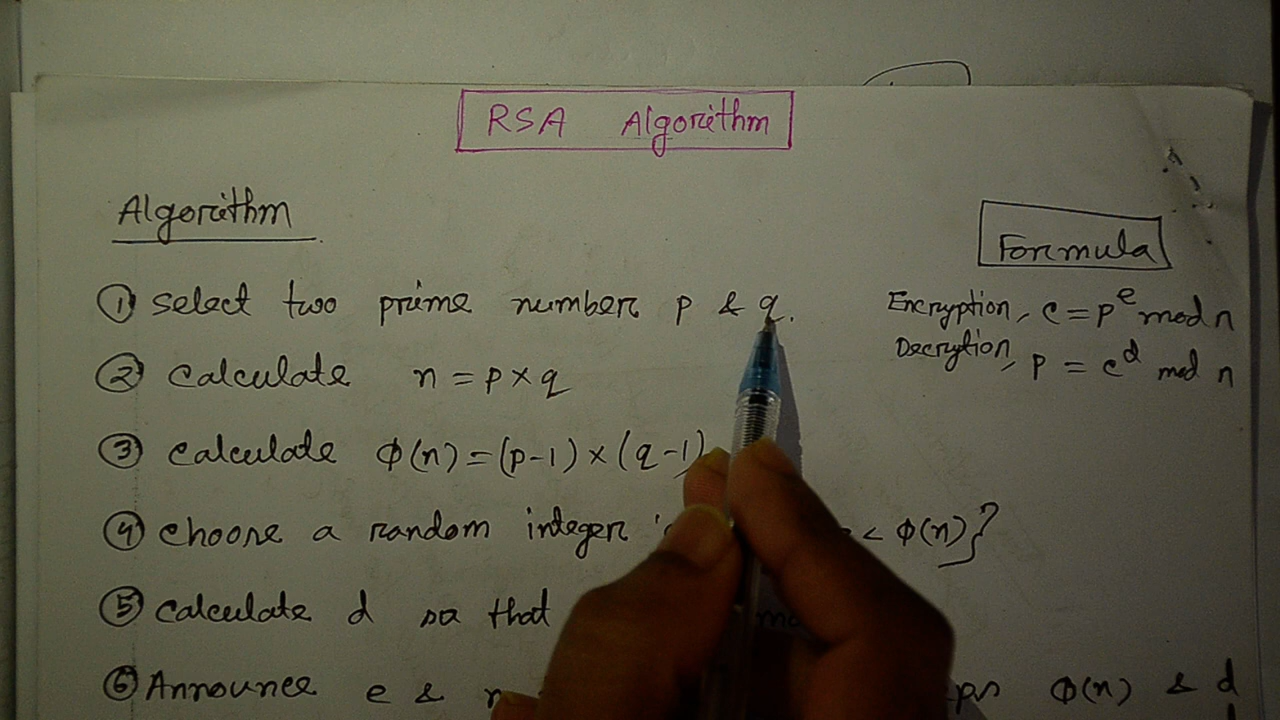 RSA Algorithm
Algorithm
Formula
① select two prime number p & q.
Encryption, c = p^e mod n
Decrytion, p = c^d mod n
② calculate n = p × q
③ calculate φ(n) = (p-1) × (q-1)
④ choose a random integer < φ(n)}
⑤ calculate d so that
⑥ Announce e & n φ(n) & d